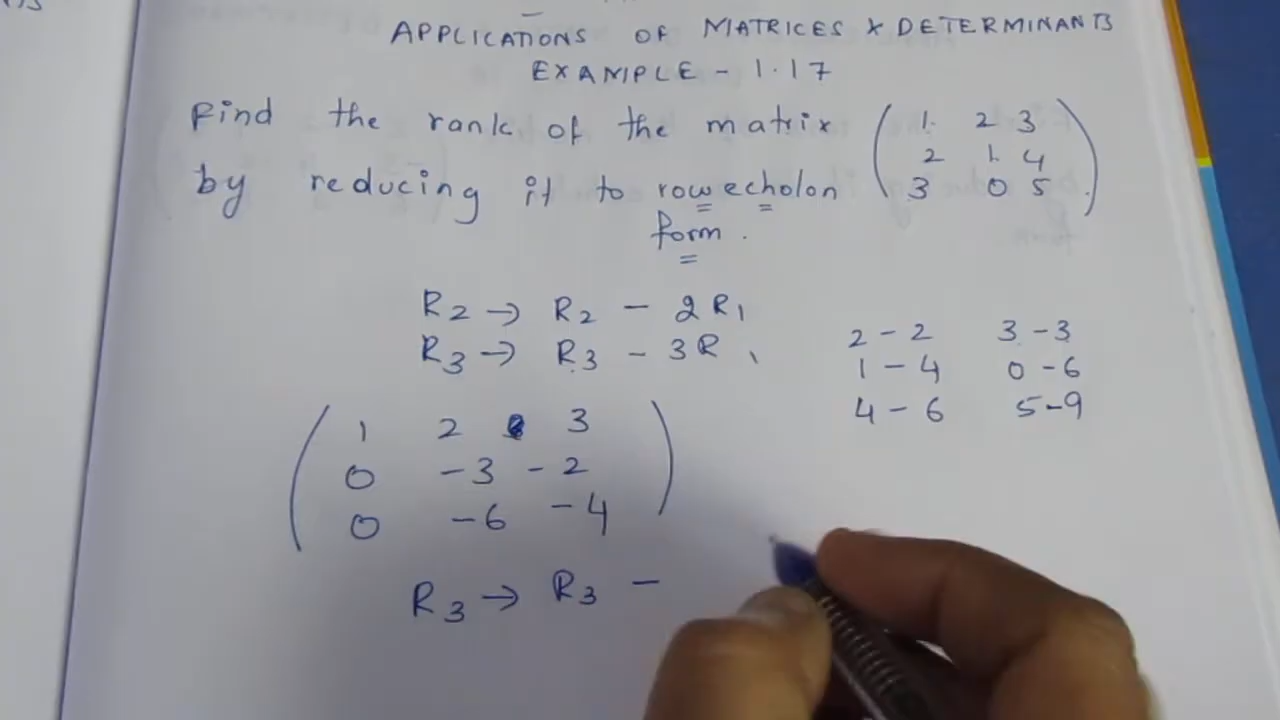 APPLICATIONS OF MATRICES & DETERMINANTS
EXAMPLE - 1.17
Find the rank of the matrix
by reducing it to row echolon
form.
1 2 3
2 1 4
3 0 5
R2 → R2 - 2R1
R3 → R3 - 3R1
2 - 2 3 - 3
1 - 4 0 - 6
4 - 6 5 - 9
1 2 3
0 -3 -2
0 -6 -4
R3 → R3 -